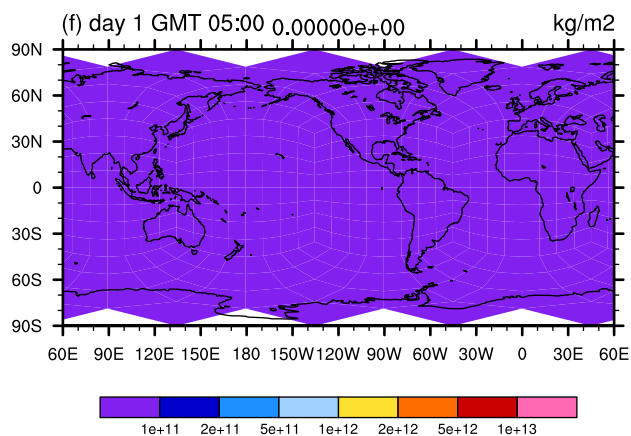 (f) day 1 GMT 05:00 0.00000e+00 kg/m2
90N
60N
30N
0
30S
60S
90S
60E 90E 120E 150E 180 150W 120W 90W 60W 30W 0 30E 60E
1e+11 2e+11 5e+11 1e+12 2e+12 5e+12 1e+13